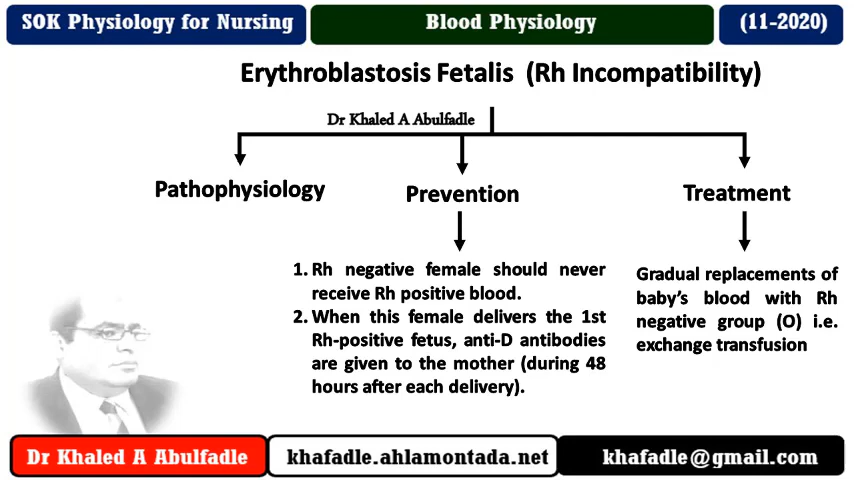 SOK Physiology for Nursing
Blood Physiology
(11-2020)
Erythroblastosis Fetalis (Rh Incompatibility)
Dr Khaled A Abulfadle
Pathophysiology
Prevention
Treatment
1. Rh negative female should never
receive Rh positive blood.
2. When this female delivers the 1st
Rh-positive fetus, anti-D antibodies
are given to the mother (during 48
hours after each delivery).
Gradual replacements of
baby's blood with Rh
negative group (O) i.e.
exchange transfusion
Dr Khaled A Abulfadle
khafadle.ahlamontada.net
khafadle@gmail.com